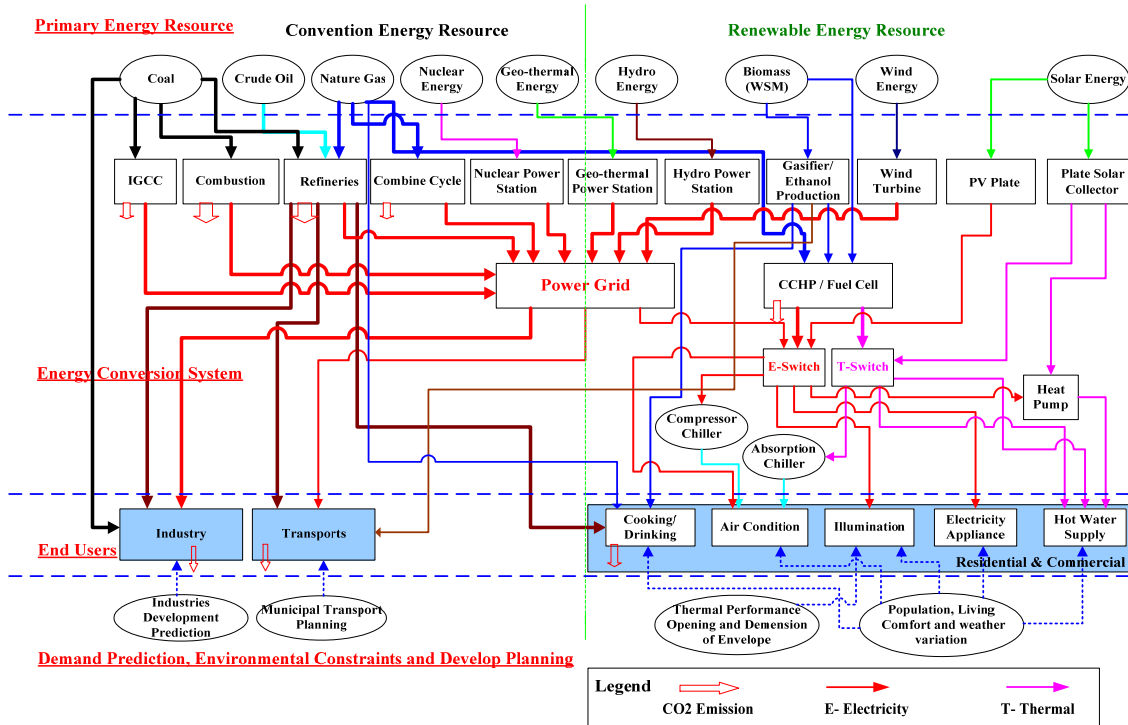 Primary Energy Resource
Convention Energy Resource
Renewable Energy Resource
Coal
Crude Oil
Nature Gas
Nuclear
Energy
Geo-thermal
Energy
Hydro
Energy
Biomass
(WSM)
Wind
Energy
Solar Energy
IGCC
Combustion
Refineries
Combine Cycle
Nuclear Power
Station
Geo-thermal
Power Station
Hydro Power
Station
Gasifier/
Ethanol
Production
Wind
Turbine
PV Plate
Plate Solar
Collector
Power Grid
CCHP / Fuel Cell
Energy Conversion System
E-Switch
T-Switch
Heat
Pump
Compressor
Chiller
Absorption
Chiller
End Users
Industry
Transports
Cooking/
Drinking
Air Condition
Illumination
Electricity
Appliance
Hot Water
Supply
Residential & Commercial
Industries
Development
Prediction
Municipal Transport
Planning
Thermal Performance
Opening and Demension
of Envelope
Population, Living
Comfort and weather
variation
Demand Prediction, Environmental Constraints and Develop Planning
Legend
CO2 Emission
E- Electricity
T- Thermal